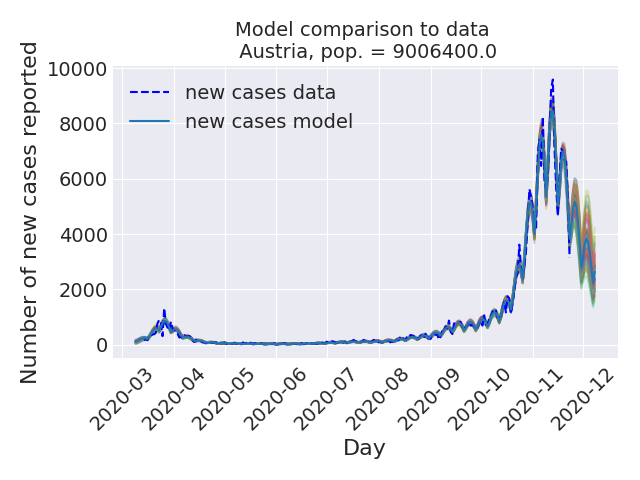 Model comparison to data
Austria, pop. = 9006400.0
Number of new cases reported
10000
8000
6000
4000
2000
0
new cases data
new cases model
2020-03
2020-04
2020-05
2020-06
2020-07
2020-08
2020-09
2020-10
2020-11
2020-12
Day